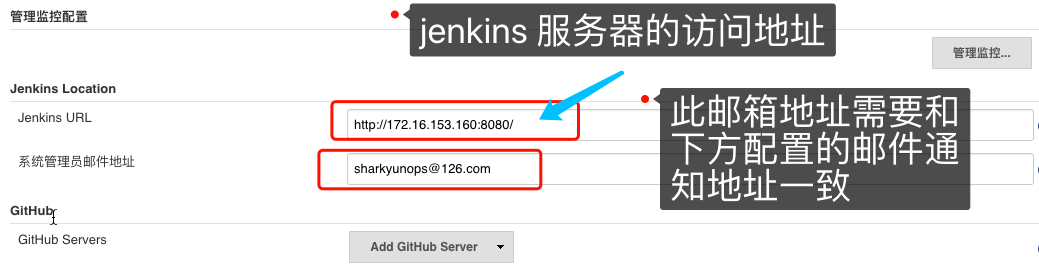 管理监控配置
jenkins 服务器的访问地址
管理监控...
Jenkins Location
Jenkins URL
http://172.16.153.160:8080/
此邮箱地址需要和
下方配置的邮件通
知地址一致
系统管理员邮件地址
sharkyunops@126.com
GitHub
GitHub Servers
Add GitHub Server